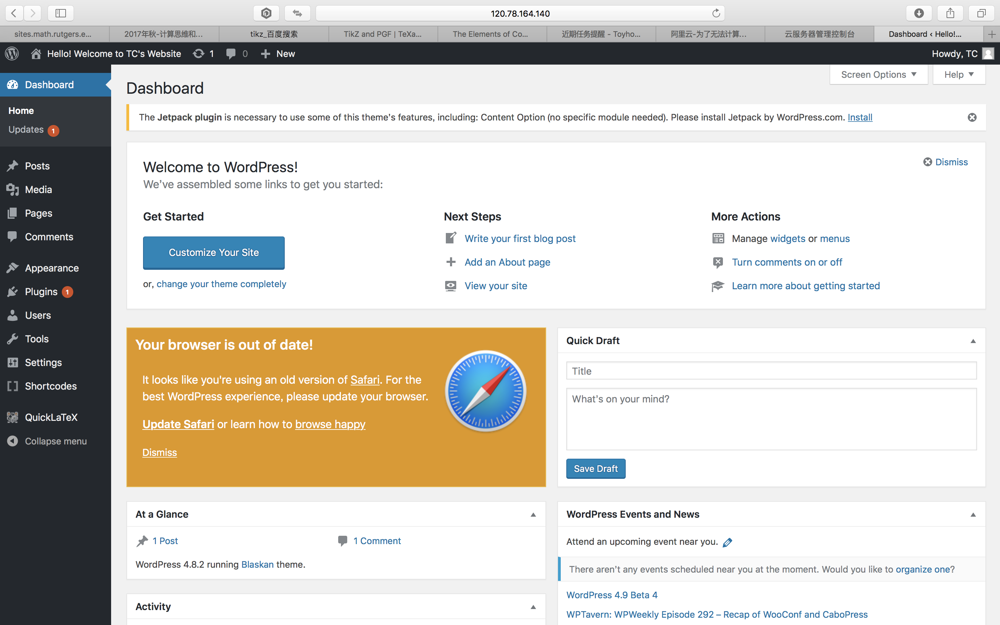 120.78.164.140
sites.math.rutgers.e...
2017年秋-计算思维和...
tikz_百度搜索
TikZ and PGF | TeXa...
The Elements of Co...
近期任务提醒 - Toyho...
阿里云-为了无法计算...
云服务器管理控制台
Dashboard ‹ Hello!...
Hello! Welcome to TC's Website
1
0
New
Howdy, TC
Dashboard
Home
Updates 1
Posts
Media
Pages
Comments
Appearance
Plugins 1
Users
Tools
Settings
Shortcodes
QuickLaTeX
Collapse menu
Screen Options
Help
Dashboard
The Jetpack plugin is necessary to use some of this theme’s features, including: Content Option (no specific module needed). Please install Jetpack by WordPress.com. Install
Welcome to WordPress!
Dismiss
We’ve assembled some links to get you started:
Get Started
Customize Your Site
or, change your theme completely
Next Steps
Write your first blog post
Add an About page
View your site
More Actions
Manage widgets or menus
Turn comments on or off
Learn more about getting started
Your browser is out of date!
It looks like you're using an old version of Safari. For the
best WordPress experience, please update your browser.
Update Safari or learn how to browse happy
Dismiss
Quick Draft
Title
What’s on your mind?
Save Draft
At a Glance
1 Post
1 Comment
WordPress 4.8.2 running Blaskan theme.
Activity
WordPress Events and News
Attend an upcoming event near you.
There aren’t any events scheduled near you at the moment. Would you like to organize one?
WordPress 4.9 Beta 4
WPTavern: WPWeekly Episode 292 – Recap of WooConf and CaboPress